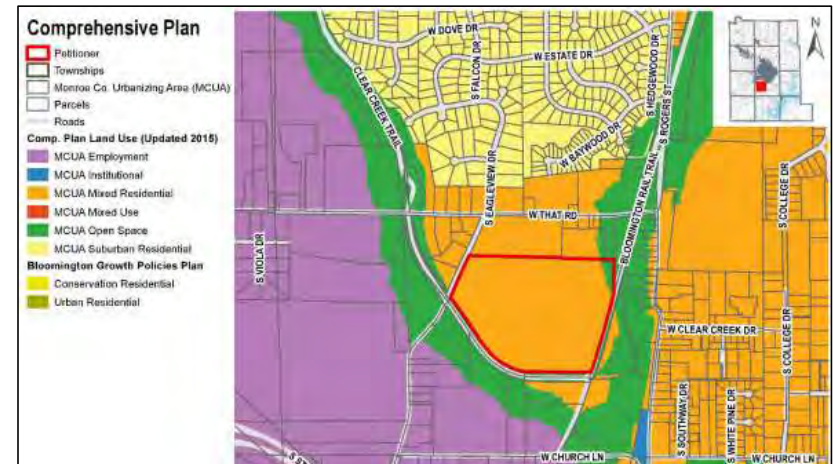 Comprehensive Plan
Petitioner
Townships
Monroe Co. Urbanizing Area (MCUA)
Parcels
Roads
Comp. Plan Land Use (Updated 2015)
MCUA Employment
MCUA Institutional
MCUA Mixed Residential
MCUA Mixed Use
MCUA Open Space
MCUA Suburban Residential
Bloomington Growth Policies Plan
Conservation Residential
Urban Residential
N
W DOVE DR
W ESTATE DR
S FALCON DR
S HEDGEWOOD DR
S ROGERS ST
CLEAR CREEK TRAIL
W BAYWOOD DR
S EAGLEVIEW DR
BLOOMINGTON RAIL TRAIL
S COLLEGE DR
W THAT RD
S VIOLA DR
W CLEAR CREEK DR
S COLLEGE DR
S SOUTHWAY DR
S WHITE PINE DR
W CHURCH LN
W CHURCH LN